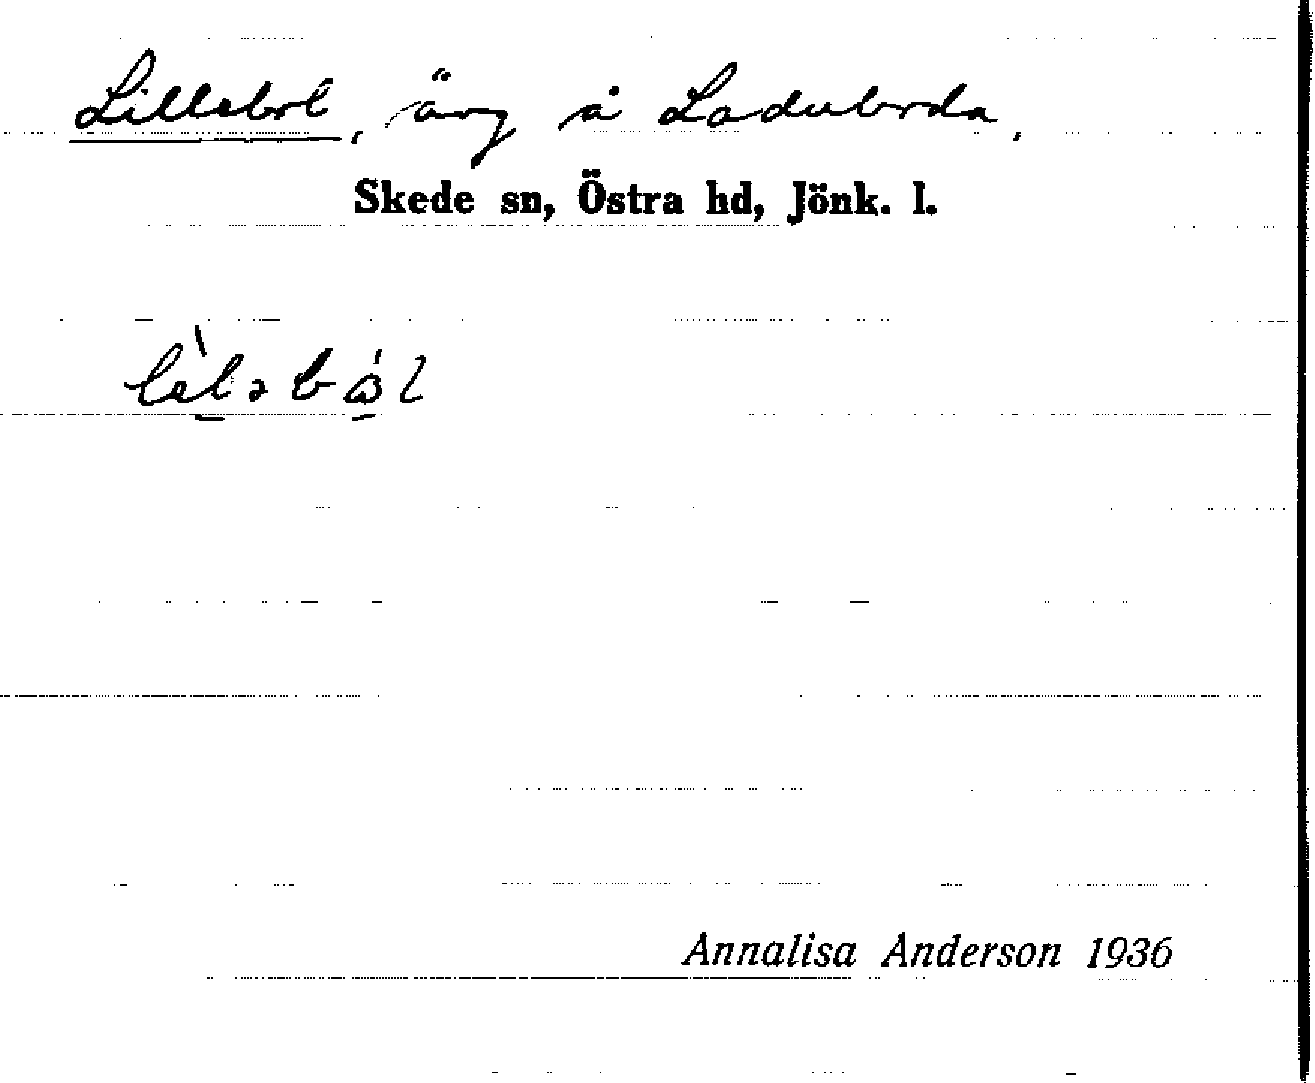 Lillebol, äng å Laduborda,
Skede sn, Östra hd, Jönk. l.
Annalisa Anderson 1936